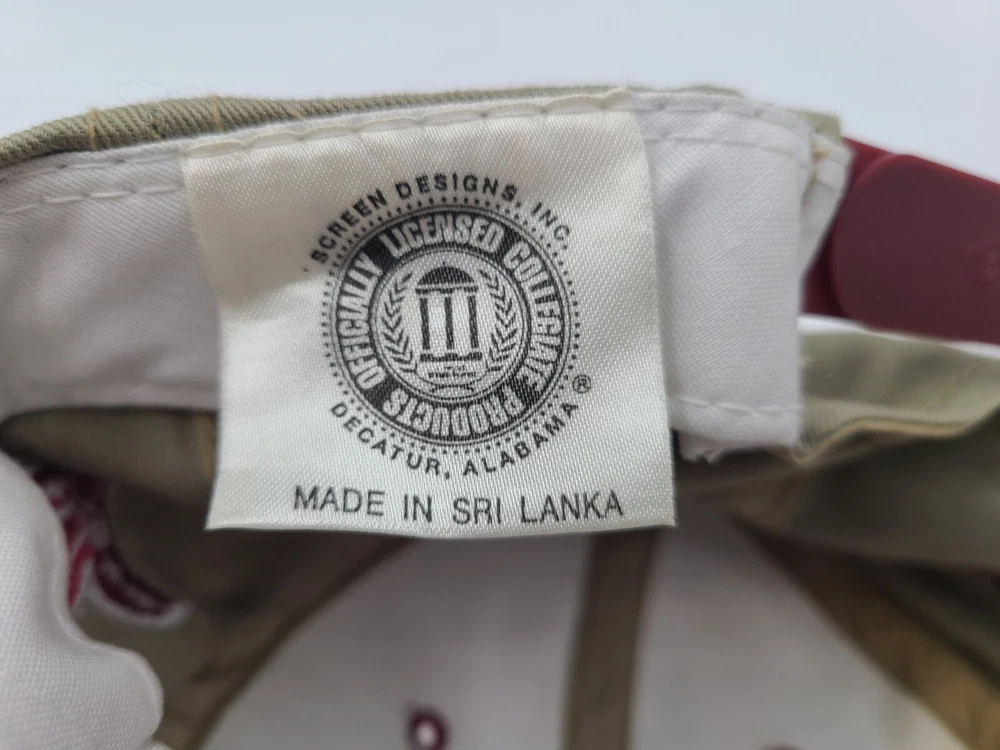 SCREEN DESIGNS, INC.
OFFICIALLY LICENSED COLLEGIATE PRODUCTS
DECATUR, ALABAMA ®
MADE IN SRI LANKA